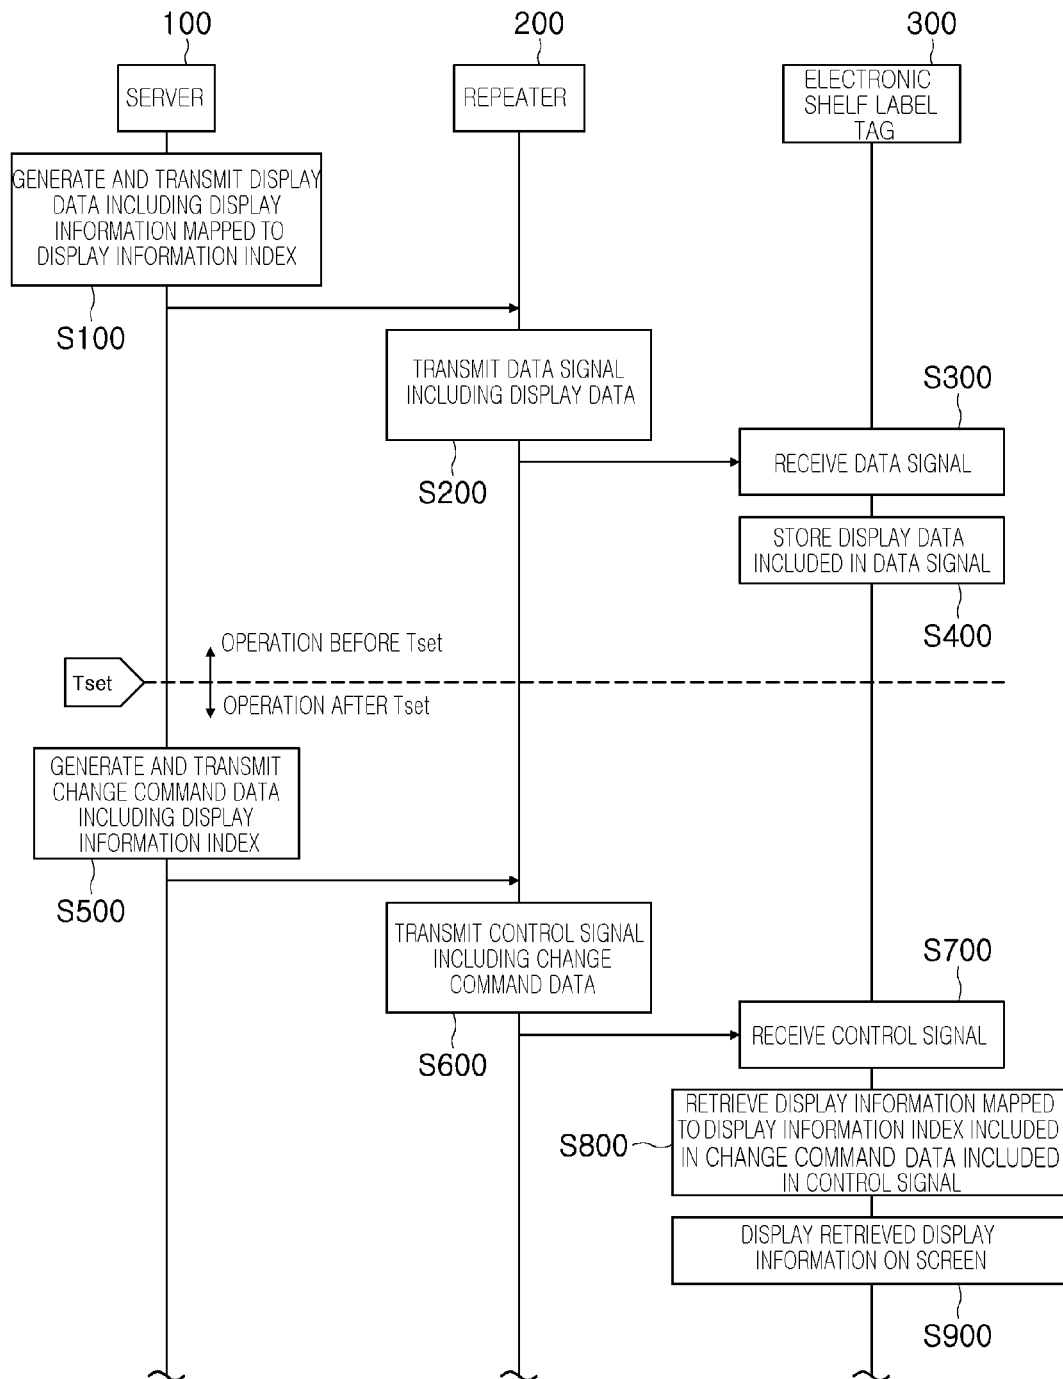 100
200
300
SERVER
REPEATER
ELECTRONIC
SHELF LABEL
TAG
GENERATE AND TRANSMIT DISPLAY
DATA INCLUDING DISPLAY
INFORMATION MAPPED TO
DISPLAY INFORMATION INDEX
S100
TRANSMIT DATA SIGNAL
INCLUDING DISPLAY DATA
S200
S300
RECEIVE DATA SIGNAL
STORE DISPLAY DATA
INCLUDED IN DATA SIGNAL
S400
OPERATION BEFORE Tset
Tset
OPERATION AFTER Tset
GENERATE AND TRANSMIT
CHANGE COMMAND DATA
INCLUDING DISPLAY
INFORMATION INDEX
S500
TRANSMIT CONTROL SIGNAL
INCLUDING CHANGE
COMMAND DATA
S600
S700
RECEIVE CONTROL SIGNAL
RETRIEVE DISPLAY INFORMATION MAPPED
TO DISPLAY INFORMATION INDEX INCLUDED
IN CHANGE COMMAND DATA INCLUDED
IN CONTROL SIGNAL
S800
DISPLAY RETRIEVED DISPLAY
INFORMATION ON SCREEN
S900